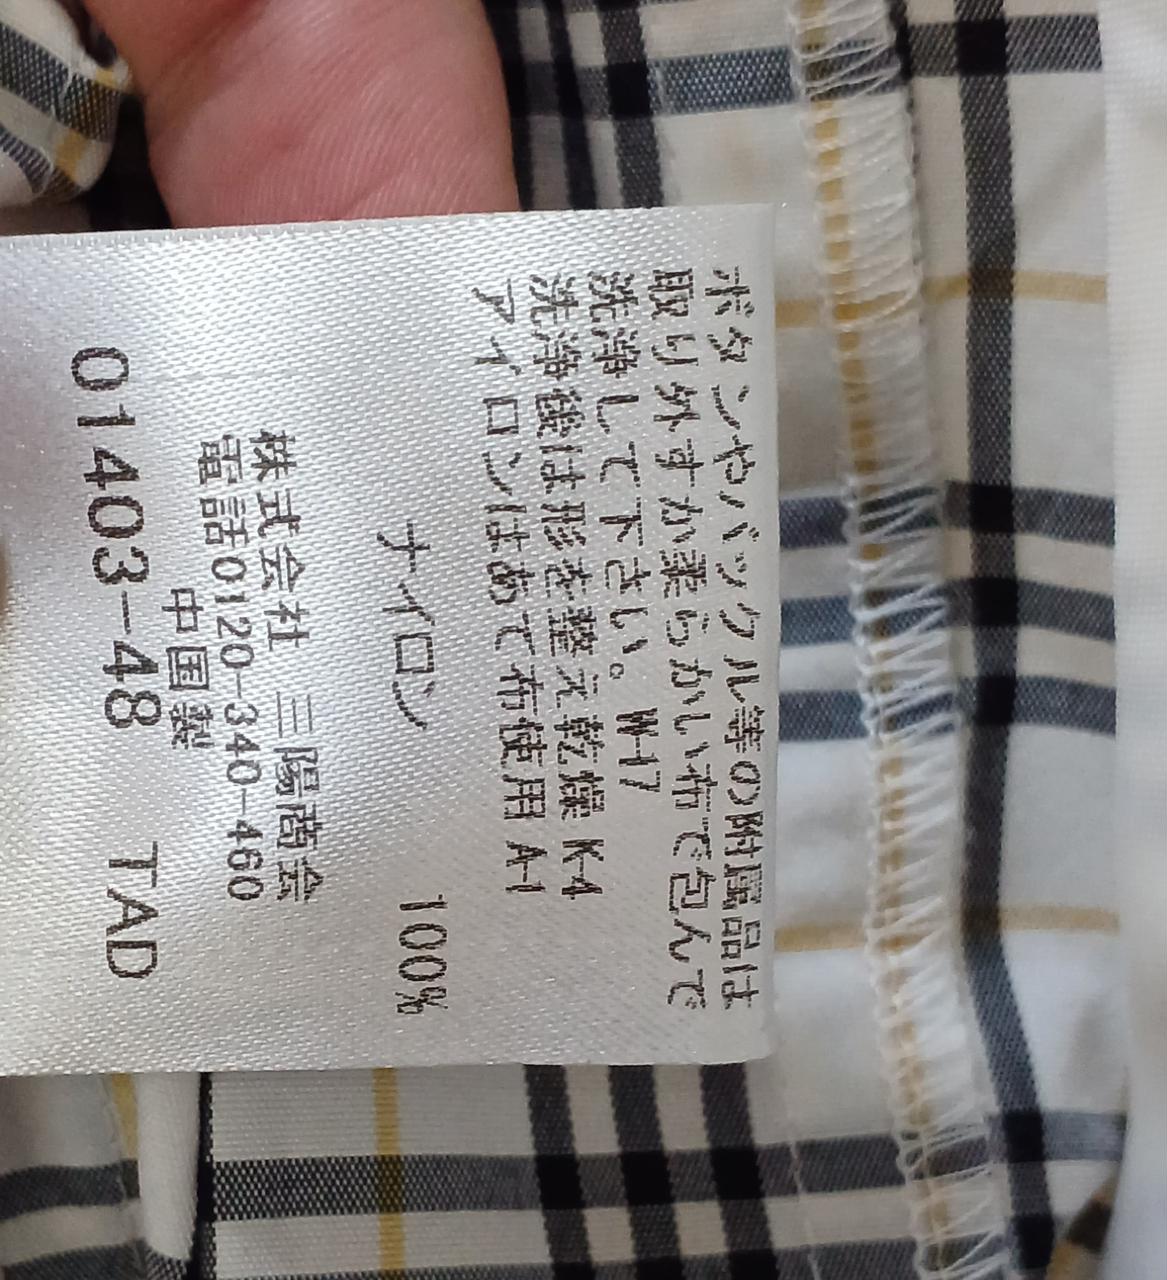 ボタンやバックル等の附属品は
取り外すか柔らかい布で包んで
洗浄して下さい。 W-17
洗浄後は形を整え乾燥 K-4
アイロンはあて布使用 A-1
ナイロン 100%
株式会社 三陽商会
電話0120-340-460
中国製
01403-48 TAD